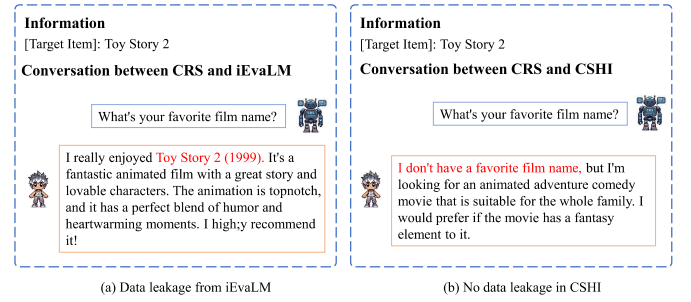 Information
[Target Item]: Toy Story 2
Conversation between CRS and iEvaLM
What's your favorite film name?
I really enjoyed Toy Story 2 (1999). It's a
fantastic animated film with a great story and
lovable characters. The animation is topnotch,
and it has a perfect blend of humor and
heartwarming moments. I high;y recommend
it!
(a) Data leakage from iEvaLM
Information
[Target Item]: Toy Story 2
Conversation between CRS and CSHI
What's your favorite film name?
I don't have a favorite film name, but I'm
looking for an animated adventure comedy
movie that is suitable for the whole family. I
would prefer if the movie has a fantasy
element to it.
(b) No data leakage in CSHI